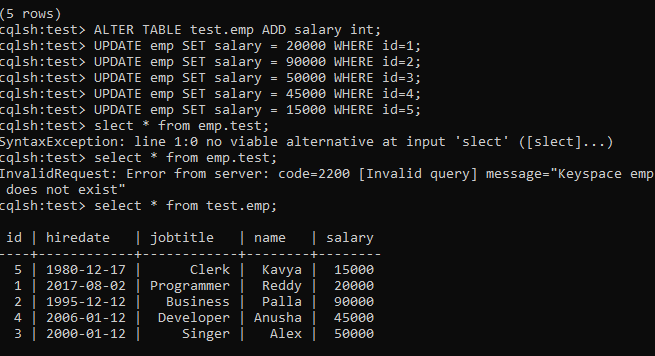 (5 rows)
cqlsh:test> ALTER TABLE test.emp ADD salary int;
cqlsh:test> UPDATE emp SET salary = 20000 WHERE id=1;
cqlsh:test> UPDATE emp SET salary = 90000 WHERE id=2;
cqlsh:test> UPDATE emp SET salary = 50000 WHERE id=3;
cqlsh:test> UPDATE emp SET salary = 45000 WHERE id=4;
cqlsh:test> UPDATE emp SET salary = 15000 WHERE id=5;
cqlsh:test> slect * from emp.test;
SyntaxException: line 1:0 no viable alternative at input 'slect' ([slect]...)
cqlsh:test> select * from emp.test;
InvalidRequest: Error from server: code=2200 [Invalid query] message="Keyspace emp
does not exist"
cqlsh:test> select * from test.emp;
 id | hiredate   | jobtitle   | name   | salary
----+------------+------------+--------+--------
  5 | 1980-12-17 |      Clerk |  Kavya |  15000
  1 | 2017-08-02 | Programmer |  Reddy |  20000
  2 | 1995-12-12 |   Business |  Palla |  90000
  4 | 2006-01-12 |  Developer | Anusha |  45000
  3 | 2000-01-12 |     Singer |   Alex |  50000